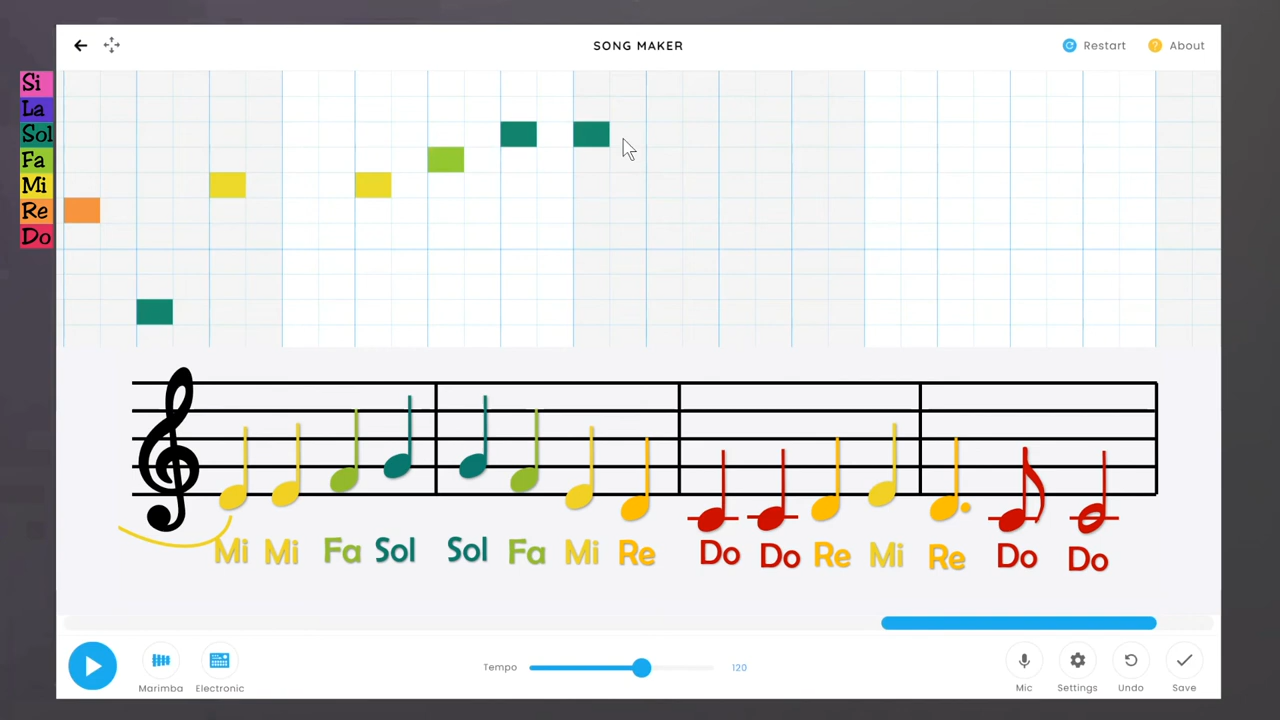 SONG MAKER
Restart
About
Si
La
Sol
Fa
Mi
Re
Do
Mi Mi Fa Sol Sol Fa Mi Re Do Do Re Mi Re Do Do
Tempo
120
Marimba
Electronic
Mic
Settings
Undo
Save